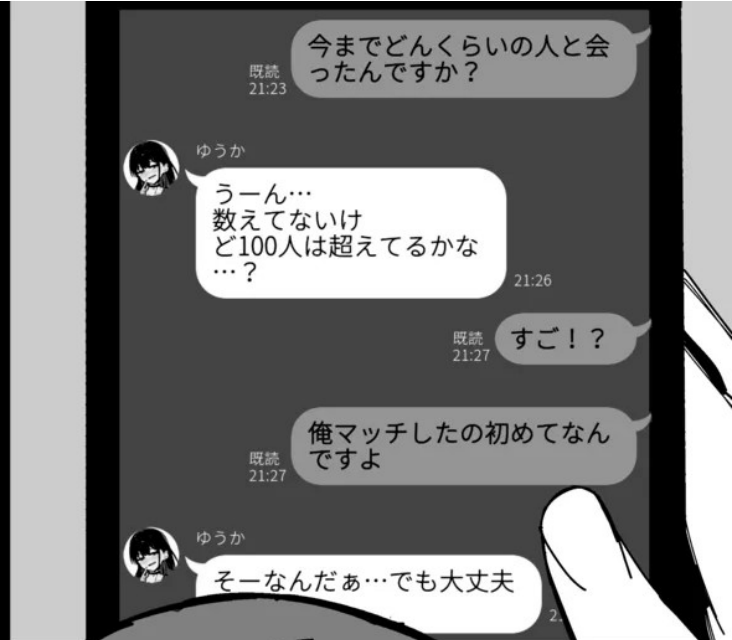 今までどんくらいの人と会
ったんですか？
既読
21:23
ゆうか
うーん…
数えてないけ
ど100人は超えてるかな
…？
21:26
すご！？
既読
21:27
俺マッチしたの初めてなん
ですよ
既読
21:27
ゆうか
そーなんだぁ…でも大丈夫